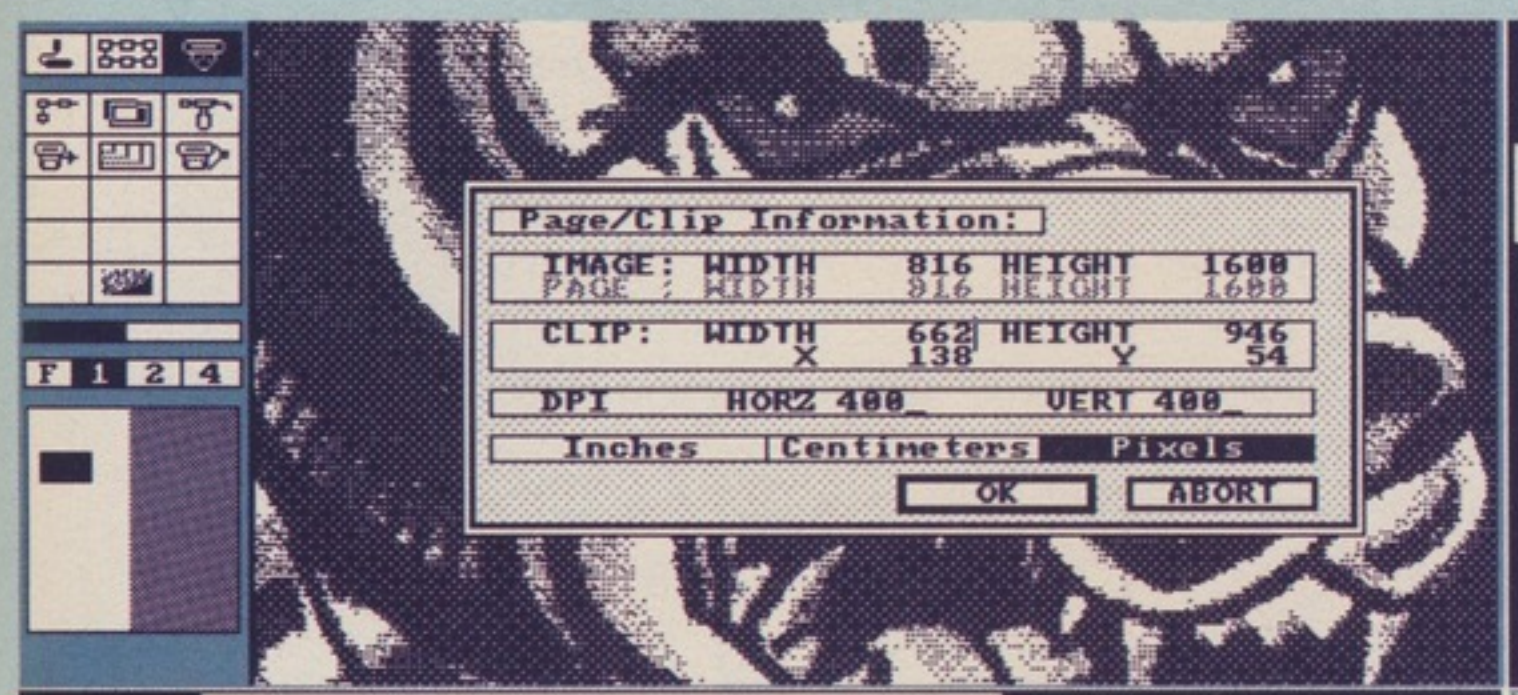 F 1 2 4
Page/Clip Information:
IMAGE: WIDTH 816 HEIGHT 1600
PAGE : WIDTH 816 HEIGHT 1600
CLIP: WIDTH 662 HEIGHT 946
X 138 Y 54
DPI HORZ 400_ VERT 400_
Inches Centimeters Pixels
OK ABORT